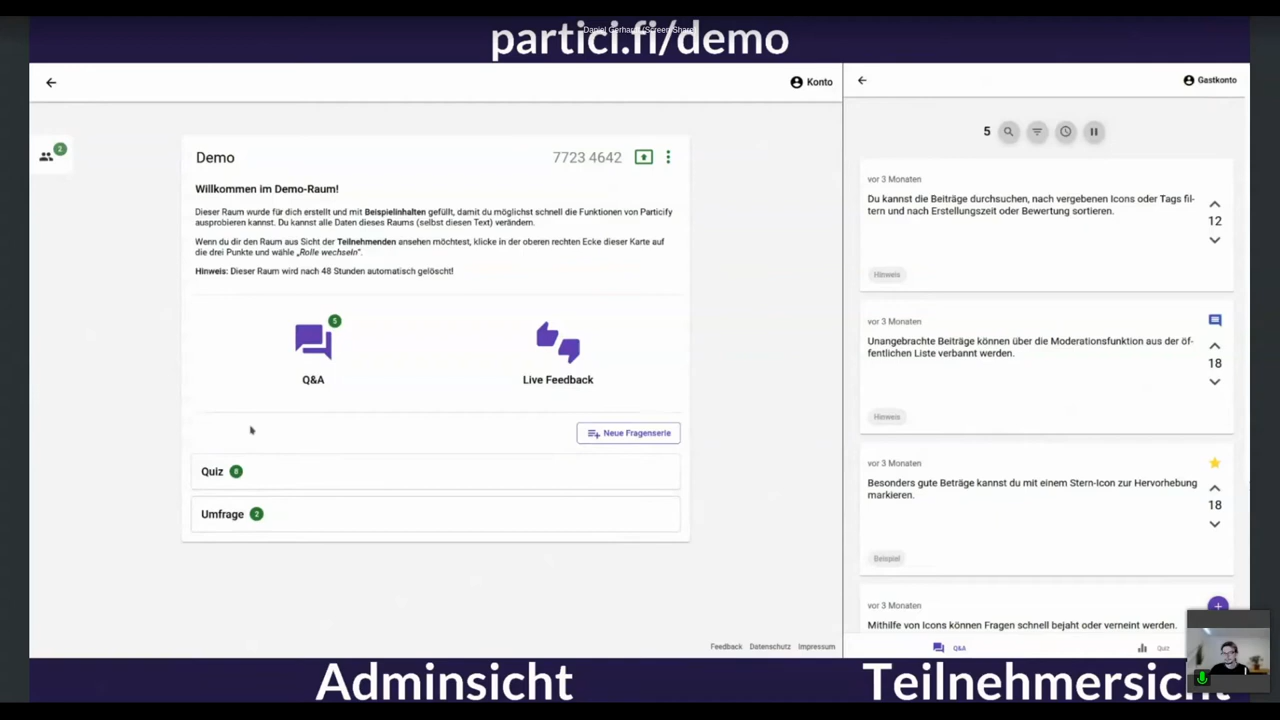 partici.fi/demo
Konto
2
Demo
7723 4642
Willkommen im Demo-Raum!
Dieser Raum wurde für dich erstellt und mit Beispielinhalten gefüllt, damit du möglichst schnell die Funktionen von Particify
ausprobieren kannst. Du kannst alle Daten dieses Raums (selbst diesen Text) verändern.
Wenn du dir den Raum aus Sicht der Teilnehmenden ansehen möchtest, klicke in der oberen rechten Ecke dieser Karte auf
die drei Punkte und wähle „Rolle wechseln".
Hinweis: Dieser Raum wird nach 48 Stunden automatisch gelöscht!
5
Q&A
Live Feedback
Neue Fragenserie
Quiz 8
Umfrage 2
Feedback Datenschutz Impressum
Adminsicht
Gastkonto
5
vor 3 Monaten
Du kannst die Beiträge durchsuchen, nach vergebenen Icons oder Tags fil-
tern und nach Erstellungszeit oder Bewertung sortieren.
12
Hinweis
vor 3 Monaten
Unangebrachte Beiträge können über die Moderationsfunktion aus der öf-
fentlichen Liste verbannt werden.
18
Hinweis
vor 3 Monaten
Besonders gute Beträge kannst du mit einem Stern-Icon zur Hervorhebung
markieren.
18
Beispiel
vor 3 Monaten
Mithilfe von Icons können Fragen schnell bejaht oder verneint werden.
Q&A
Quiz